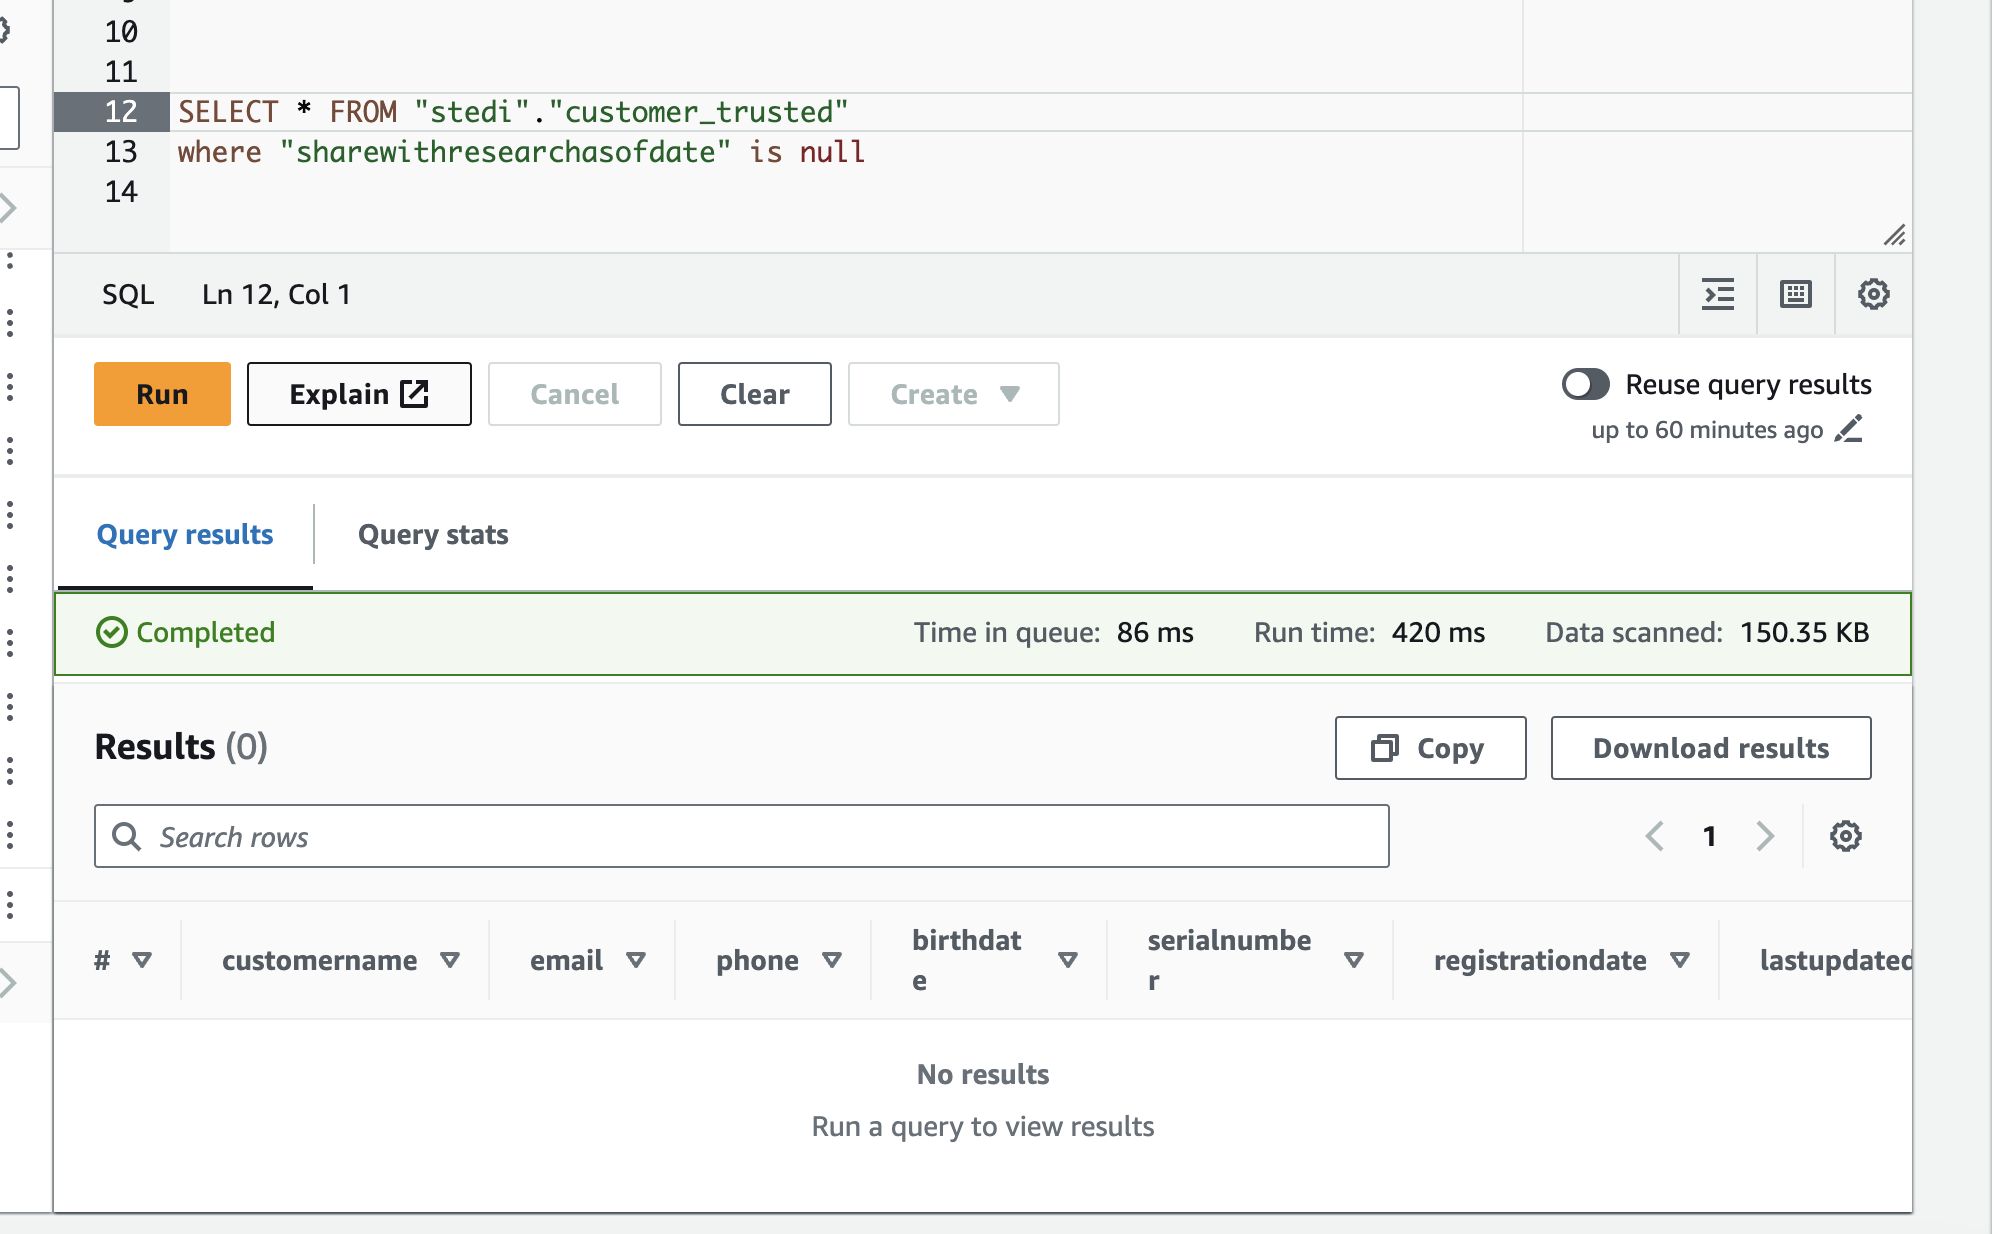 10
11
12 SELECT * FROM "stedi"."customer_trusted"
13 where "sharewithresearchasofdate" is null
14
SQL Ln 12, Col 1
Run Explain Cancel Clear Create Reuse query results
up to 60 minutes ago
Query results Query stats
Completed Time in queue: 86 ms Run time: 420 ms Data scanned: 150.35 KB
Results (0) Copy Download results
Search rows 1
# customername email phone birthdat
e serialnumbe
r registrationdate lastupdated
No results
Run a query to view results